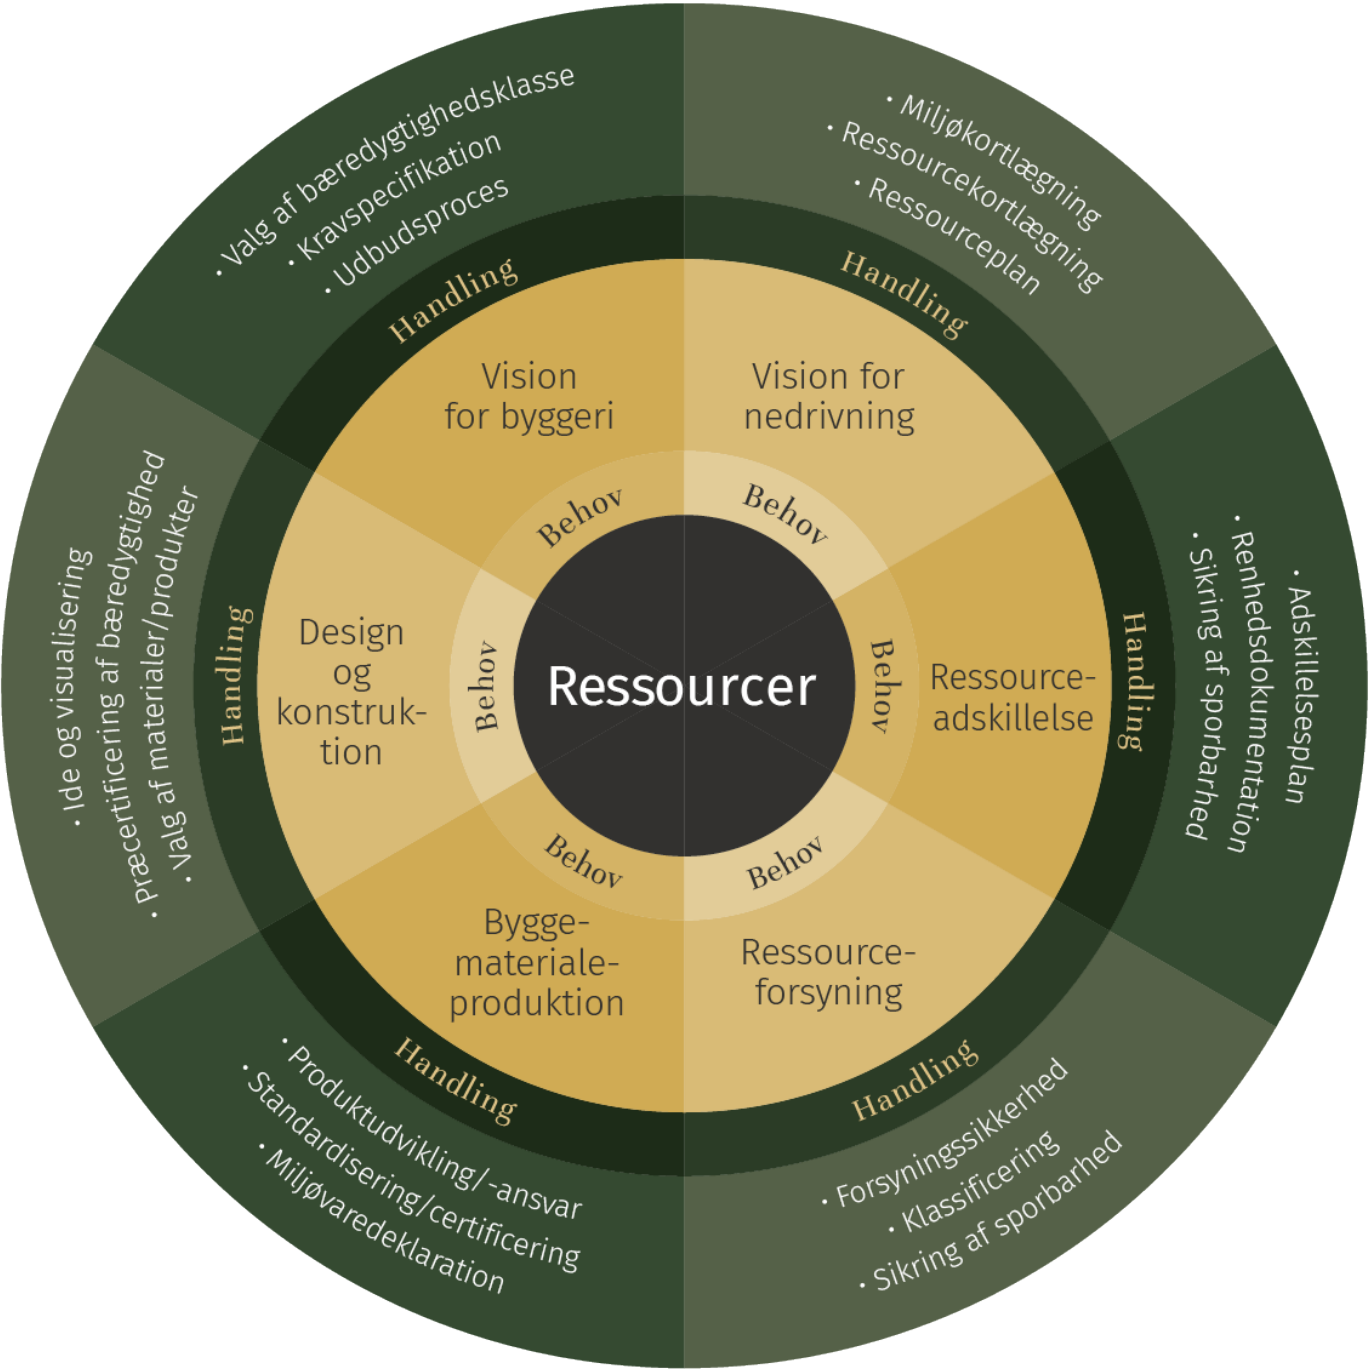 Ressourcer
Behov
Vision for
nedrivning
Handling
· Miljøkortlægning
· Ressourcekortlægning
· Ressourceplan
Behov
Ressource-
adskillelse
Handling
· Adskillelsesplan
· Renhedsdokumentation
· Sikring af sporbarhed
Behov
Ressource-
forsyning
Handling
· Forsyningssikkerhed
· Klassificering
· Sikring af sporbarhed
Behov
Bygge-
materiale-
produktion
Handling
· Produktudvikling/-ansvar
· Standardisering/certificering
· Miljøvaredeklaration
Behov
Design
og
konstruk-
tion
Handling
· Ide og visualisering
· Præcertificering af bæredygtighed
· Valg af materialer/produkter
Behov
Vision
for byggeri
Handling
· Valg af bæredygtighedsklasse
· Kravspecifikation
· Udbudsproces